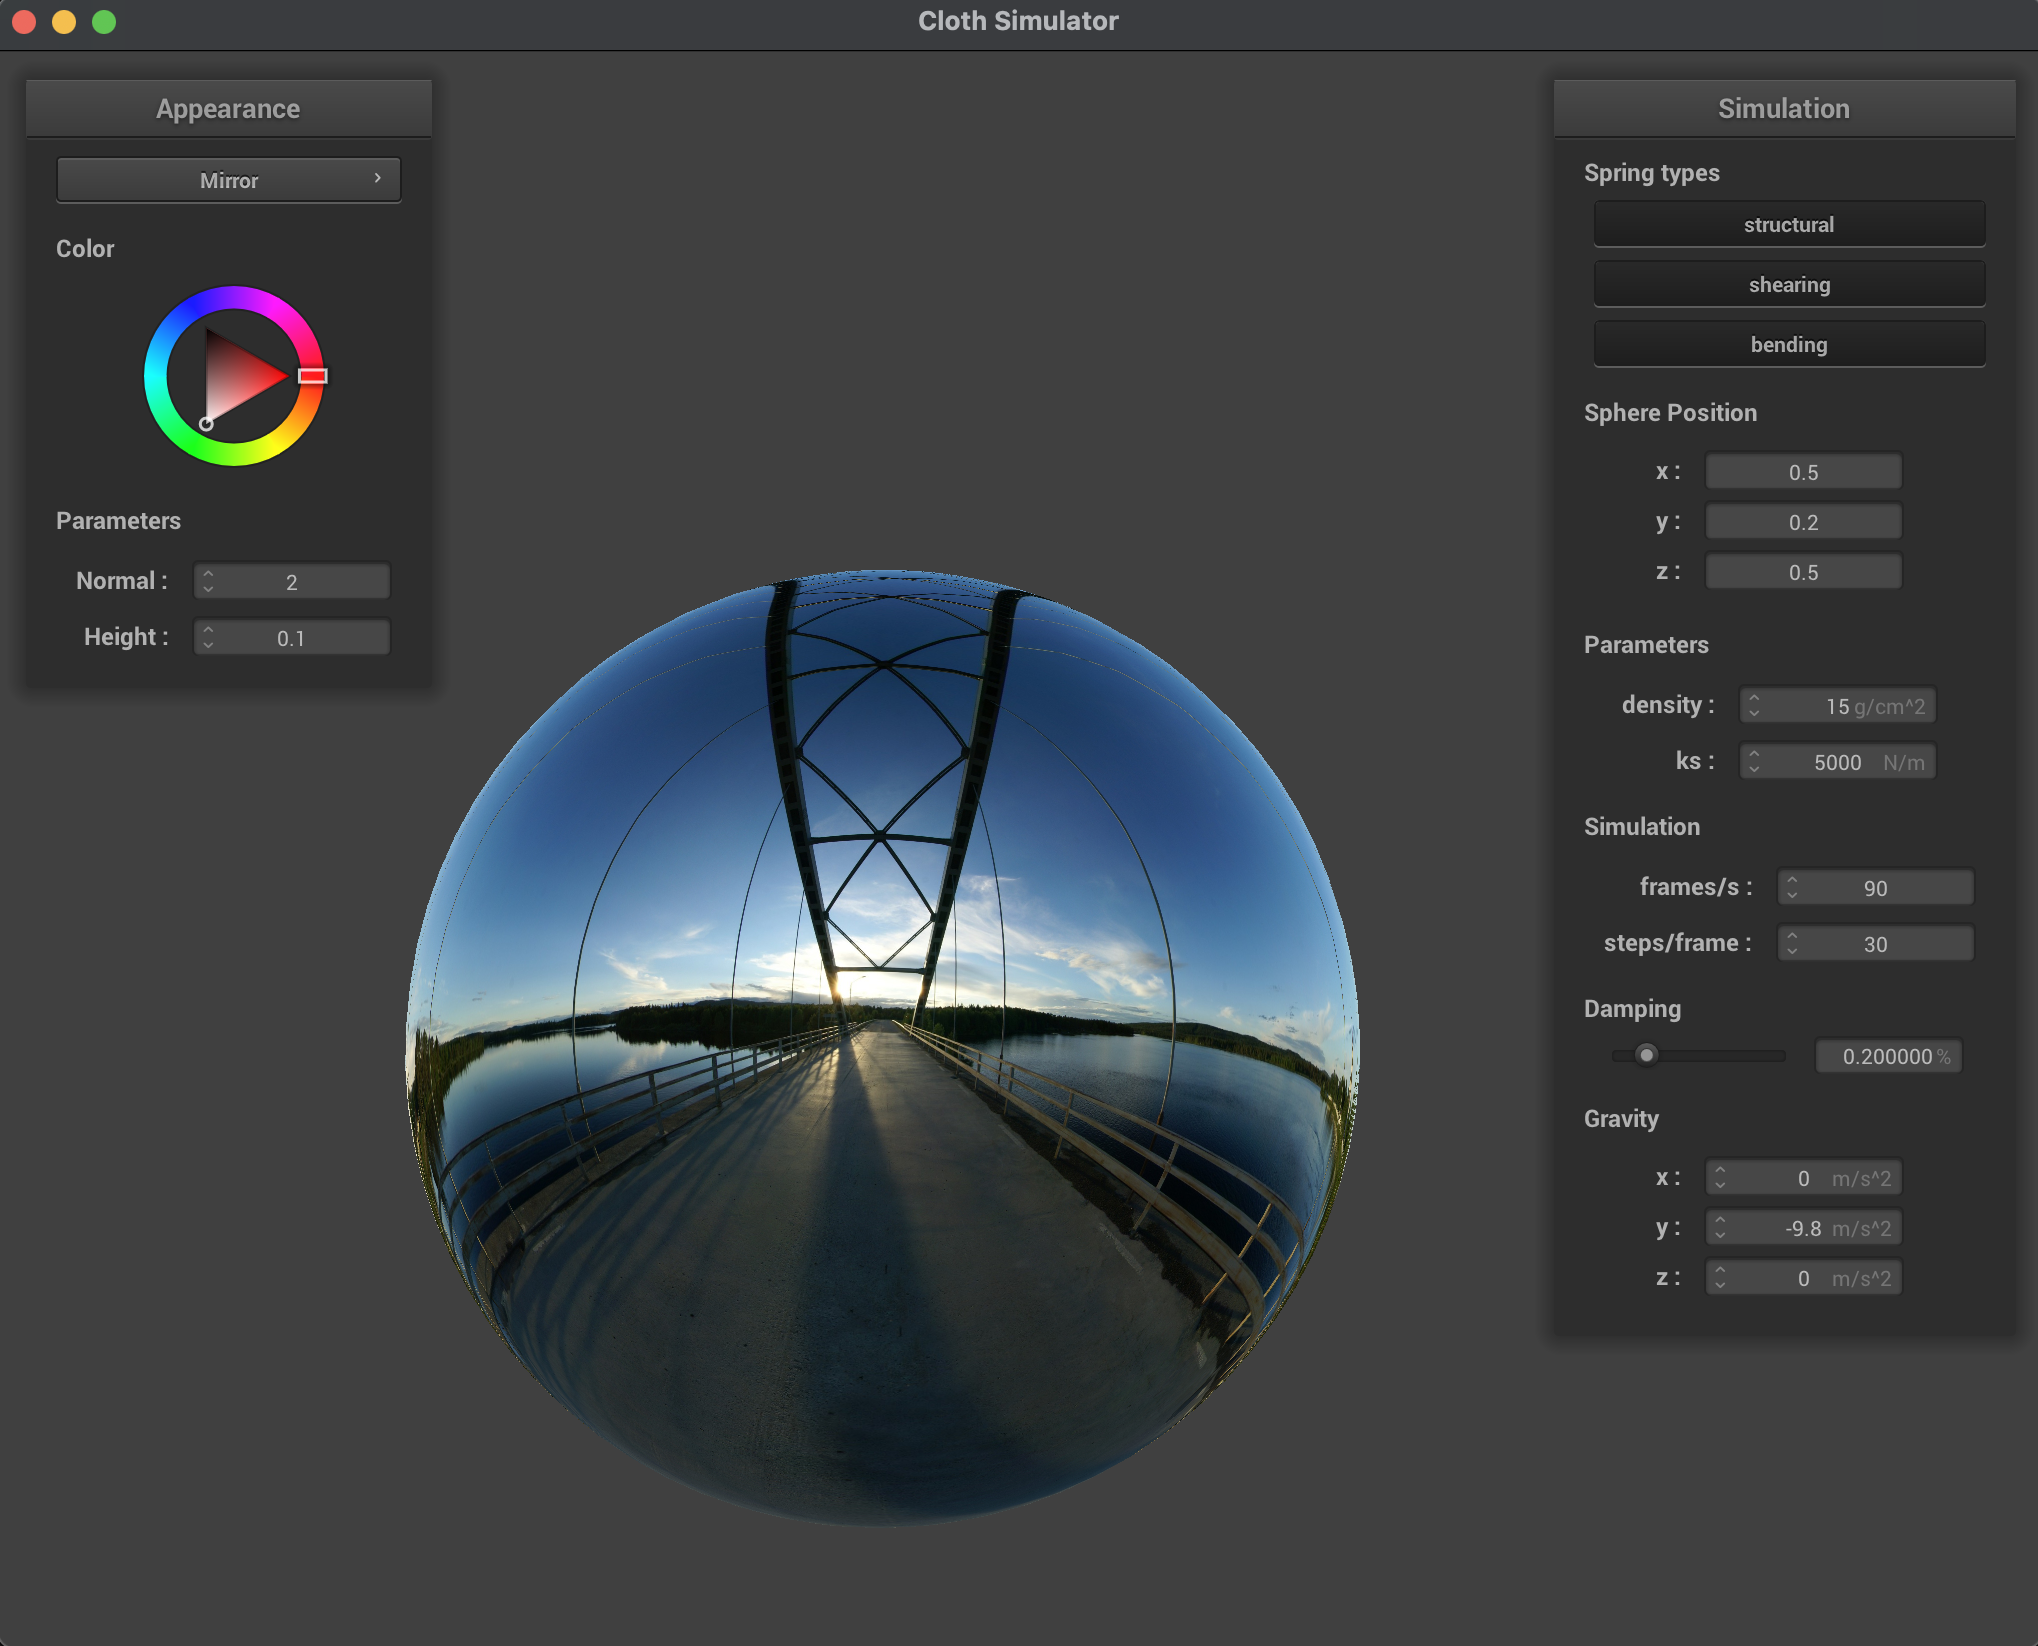 Cloth Simulator
Appearance
Mirror
Color
Parameters
Normal : 2
Height : 0.1
Simulation
Spring types
structural
shearing
bending
Sphere Position
x : 0.5
y : 0.2
z : 0.5
Parameters
density : 15 g/cm^2
ks : 5000 N/m
Simulation
frames/s : 90
steps/frame : 30
Damping
0.200000 %
Gravity
x : 0 m/s^2
y : -9.8 m/s^2
z : 0 m/s^2